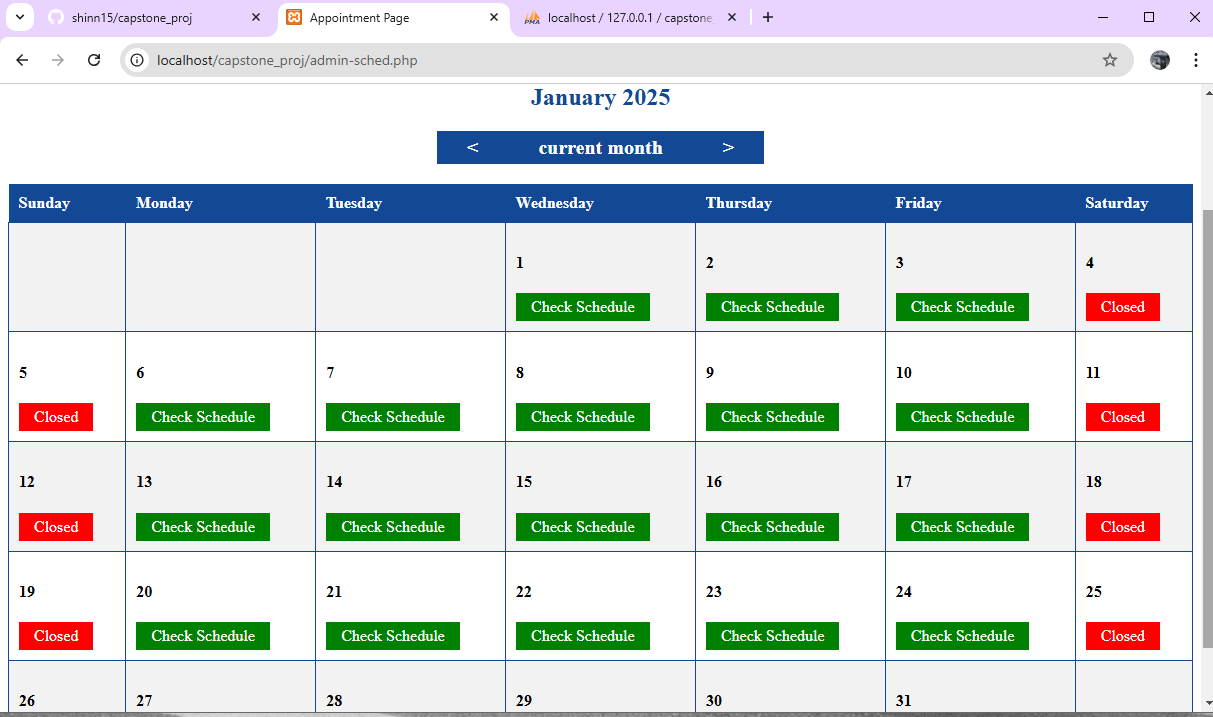 shinn15/capstone_proj
Appointment Page
localhost / 127.0.0.1 / capstone_
localhost/capstone_proj/admin-sched.php
January 2025
< current month >
Sunday Monday Tuesday Wednesday Thursday Friday Saturday
1 2 3 4
Check Schedule Check Schedule Check Schedule Closed
5 6 7 8 9 10 11
Closed Check Schedule Check Schedule Check Schedule Check Schedule Check Schedule Closed
12 13 14 15 16 17 18
Closed Check Schedule Check Schedule Check Schedule Check Schedule Check Schedule Closed
19 20 21 22 23 24 25
Closed Check Schedule Check Schedule Check Schedule Check Schedule Check Schedule Closed
26 27 28 29 30 31